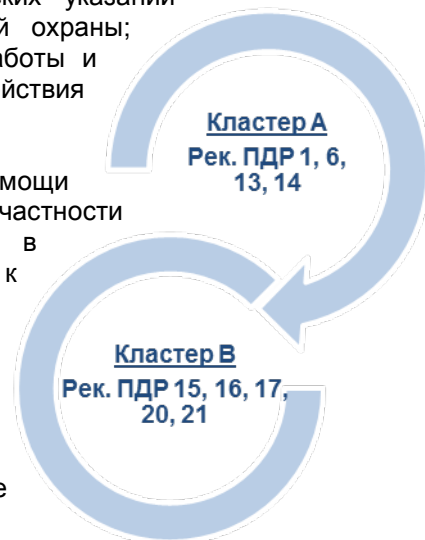 ких указаний
й охраны;
аботы и
йствия
мощи
частности
в
к
е
Кластер А
Рек. ПДР 1, 6,
13, 14
Кластер В
Рек. ПДР 15, 16, 17,
20, 21